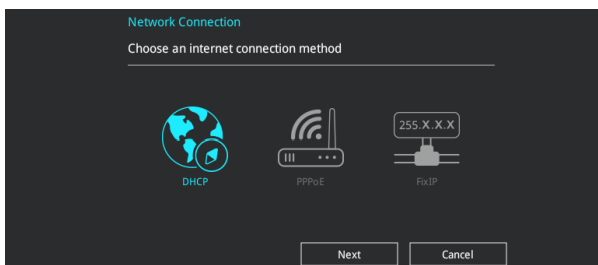 Network Connection
Choose an internet connection method
255.X.X.X
DHCP PPPoE FixIP
Next Cancel